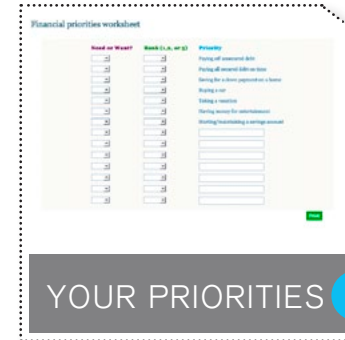 Financial priorities worksheet
Need or Want? Rank (1,2, or 3) Priority
Paying off unsecured debt
Paying all secured debt on time
Saving for a down payment on a home
Buying a car
Taking a vacation
Having money for entertainment
Starting/maintaining a savings account
YOUR PRIORITIES